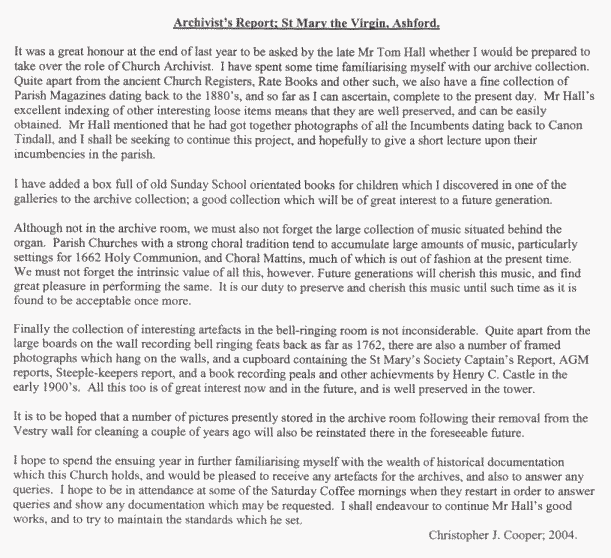 Archivist's Report; St Mary the Virgin, Ashford.
It was a great honour at the end of last year to be asked by the late Mr Tom Hall whether I would be prepared to
take over the role of Church Archivist. I have spent some time familiarising myself with our archive collection.
Quite apart from the ancient Church Registers, Rate Books and other such, we also have a fine collection of
Parish Magazines dating back to the 1880's, and so far as I can ascertain, complete to the present day. Mr Hall's
excellent indexing of other interesting loose items means that they are well preserved, and can be easily
obtained. Mr Hall mentioned that he had got together photographs of all the Incumbents dating back to Canon
Tindall, and I shall be seeking to continue this project, and hopefully to give a short lecture upon their
incumbencies in the parish.
I have added a box full of old Sunday School orientated books for children which I discovered in one of the
galleries to the archive collection; a good collection which will be of great interest to a future generation.
Although not in the archive room, we must also not forget the large collection of music situated behind the
organ. Parish Churches with a strong choral tradition tend to accumulate large amounts of music, particularly
settings for 1662 Holy Communion, and Choral Mattins, much of which is out of fashion at the present time.
We must not forget the intrinsic value of all this, however. Future generations will cherish this music, and find
great pleasure in performing the same. It is our duty to preserve and cherish this music until such time as it is
found to be acceptable once more.
Finally the collection of interesting artefacts in the bell-ringing room is not inconsiderable. Quite apart from the
large boards on the wall recording bell ringing feats back as far as 1762, there are also a number of framed
photographs which hang on the walls, and a cupboard containing the St Mary's Society Captain's Report, AGM
reports, Steeple-keepers report, and a book recording peals and other achievments by Henry C. Castle in the
early 1900's. All this too is of great interest now and in the future, and is well preserved in the tower.
It is to be hoped that a number of pictures presently stored in the archive room following their removal from the
Vestry wall for cleaning a couple of years ago will also be reinstated there in the foreseeable future.
I hope to spend the ensuing year in further familiarising myself with the wealth of historical documentation
which this Church holds, and would be pleased to receive any artefacts for the archives, and also to answer any
queries. I hope to be in attendance at some of the Saturday Coffee mornings when they restart in order to answer
queries and show any documentation which may be requested. I shall endeavour to continue Mr Hall's good
works, and to try to maintain the standards which he set.
Christopher J. Cooper; 2004.